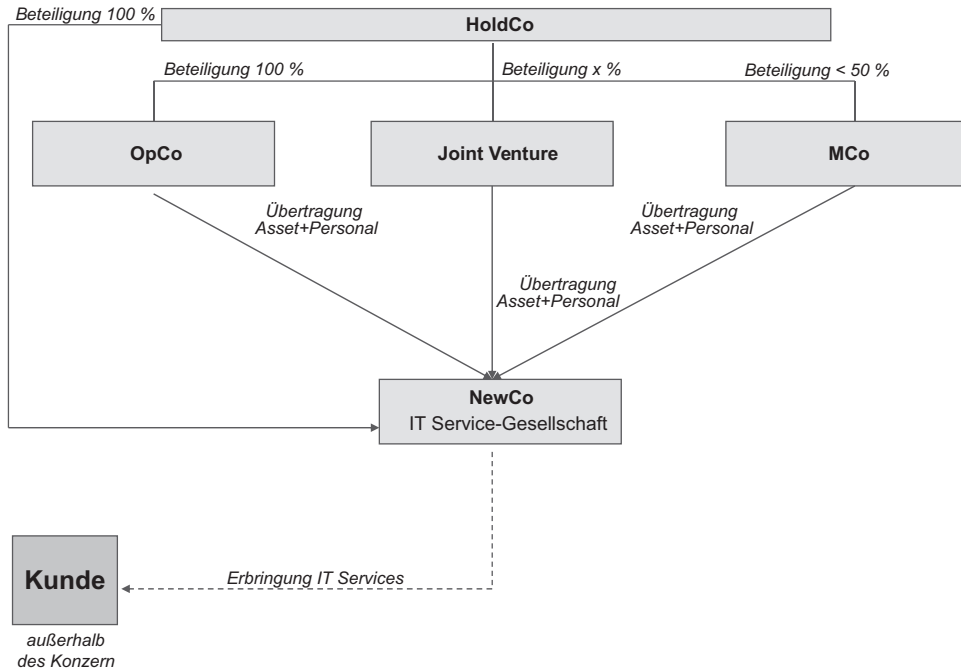 Beteiligung 100 %
HoldCo
Beteiligung 100 %
Beteiligung x %
Beteiligung < 50 %
OpCo
Joint Venture
MCo
Übertragung
Asset+Personal
Übertragung
Asset+Personal
Übertragung
Asset+Personal
NewCo
IT Service-Gesellschaft
Kunde
Erbringung IT Services
außerhalb
des Konzern